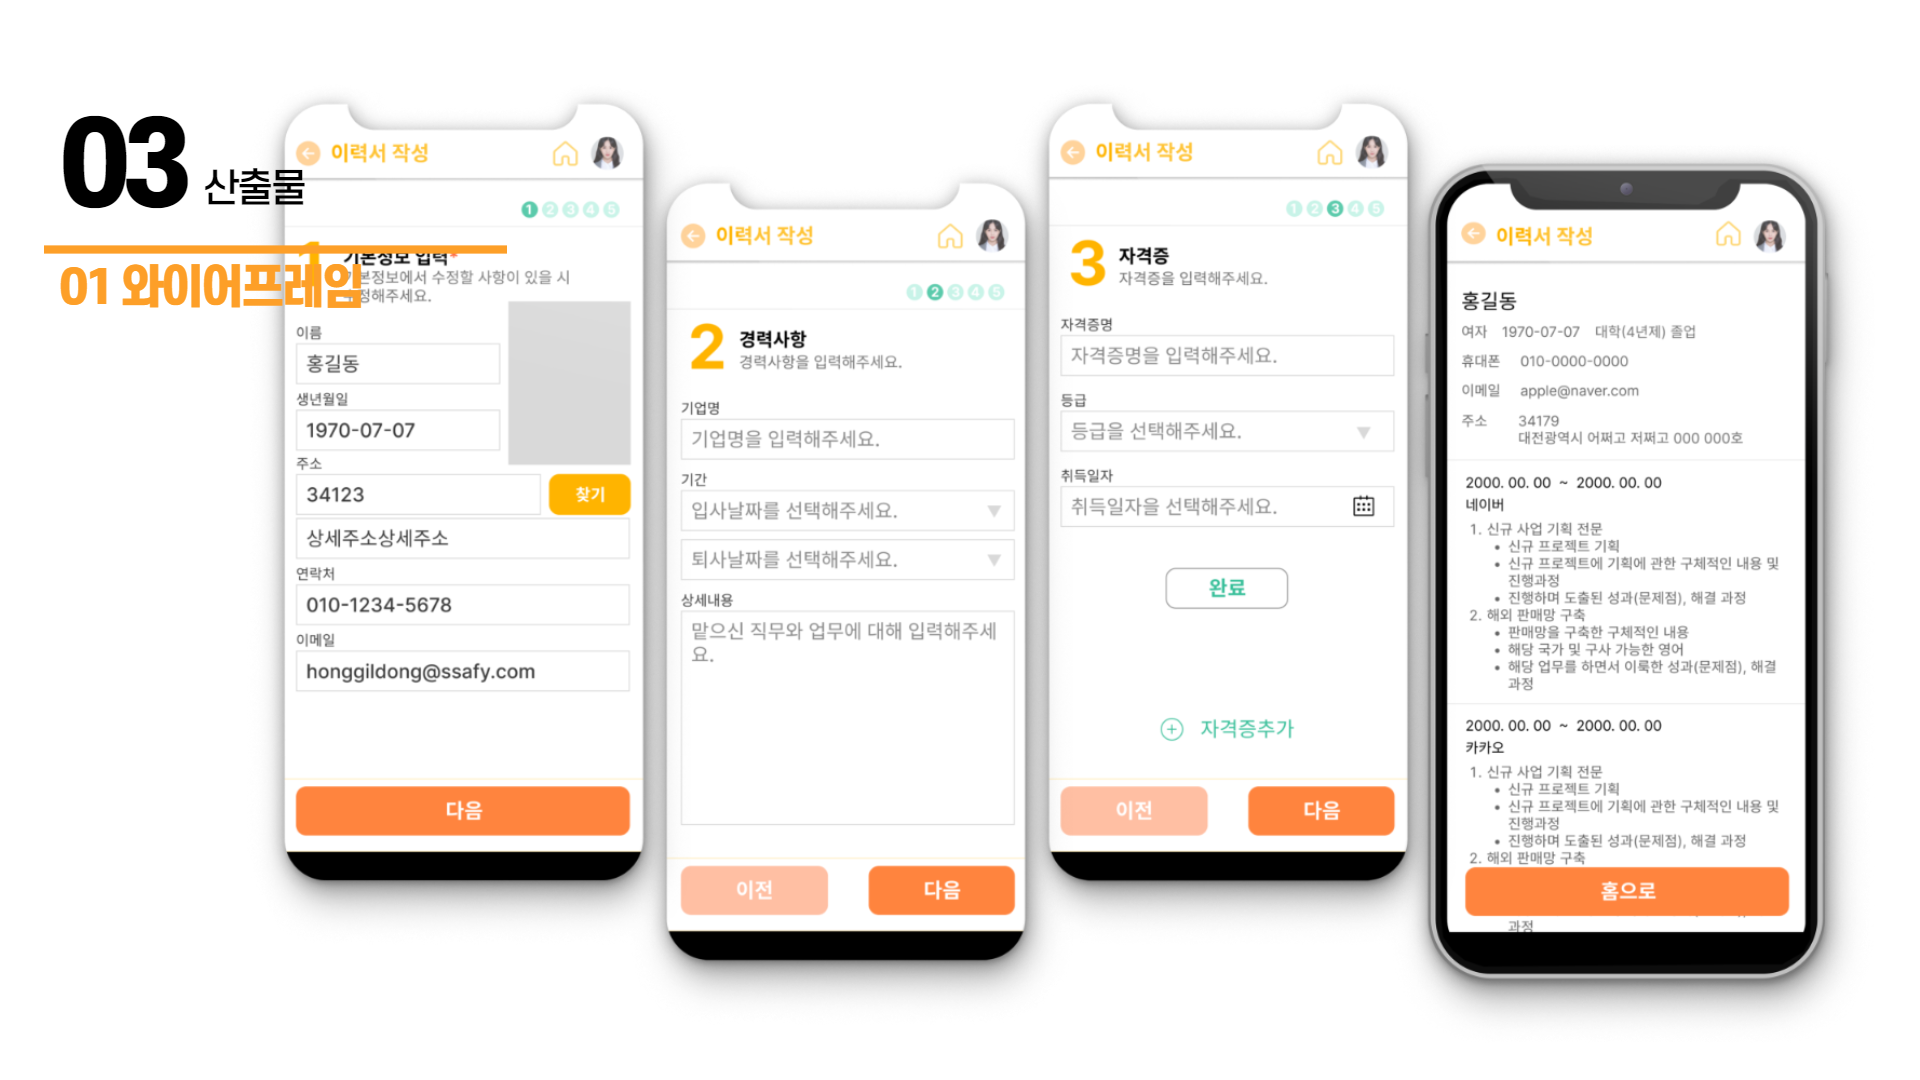 03 산출물
01 와이어프레임
이력서 작성
1 2 3 4 5
1 기본정보 입력*
기본정보에서 수정할 사항이 있을 시
수정해주세요.
이름
홍길동
생년월일
1970-07-07
주소
34123
찾기
상세주소상세주소
연락처
010-1234-5678
이메일
honggildong@ssafy.com
다음
이력서 작성
1 2 3 4 5
2 경력사항
경력사항을 입력해주세요.
기업명
기업명을 입력해주세요.
기간
입사날짜를 선택해주세요.
퇴사날짜를 선택해주세요.
상세내용
맡으신 직무와 업무에 대해 입력해주세
요.
이전
다음
이력서 작성
1 2 3 4 5
3 자격증
자격증을 입력해주세요.
자격증명
자격증명을 입력해주세요.
등급
등급을 선택해주세요.
취득일자
취득일자을 선택해주세요.
완료
자격증추가
이전
다음
이력서 작성
홍길동
여자 1970-07-07 대학(4년제) 졸업
휴대폰 010-0000-0000
이메일 apple@naver.com
주소 34179
대전광역시 어쩌고 저쩌고 000 000호
2000. 00. 00 ~ 2000. 00. 00
네이버
1. 신규 사업 기획 전문
• 신규 프로젝트 기획
• 신규 프로젝트에 기획에 관한 구체적인 내용 및
진행과정
• 진행하며 도출된 성과(문제점), 해결 과정
2. 해외 판매망 구축
• 판매망을 구축한 구체적인 내용
• 해당 국가 및 구사 가능한 영어
• 해당 업무를 하면서 이룩한 성과(문제점), 해결
과정
2000. 00. 00 ~ 2000. 00. 00
카카오
1. 신규 사업 기획 전문
• 신규 프로젝트 기획
• 신규 프로젝트에 기획에 관한 구체적인 내용 및
진행과정
• 진행하며 도출된 성과(문제점), 해결 과정
2. 해외 판매망 구축
홈으로
과정